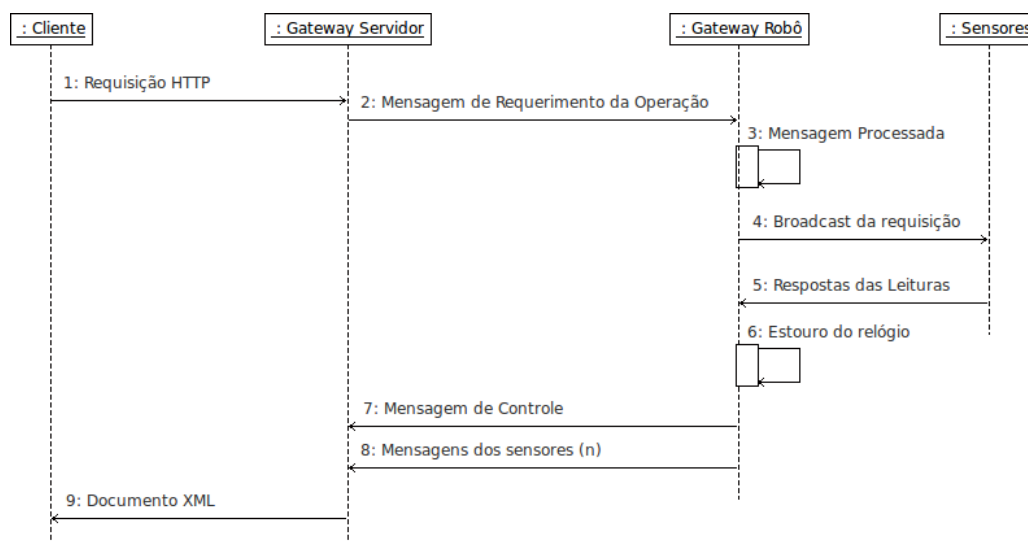 : Cliente
: Gateway Servidor
: Gateway Robô
: Sensores
1: Requisição HTTP
2: Mensagem de Requerimento da Operação
3: Mensagem Processada
4: Broadcast da requisição
5: Respostas das Leituras
6: Estouro do relógio
7: Mensagem de Controle
8: Mensagens dos sensores (n)
9: Documento XML